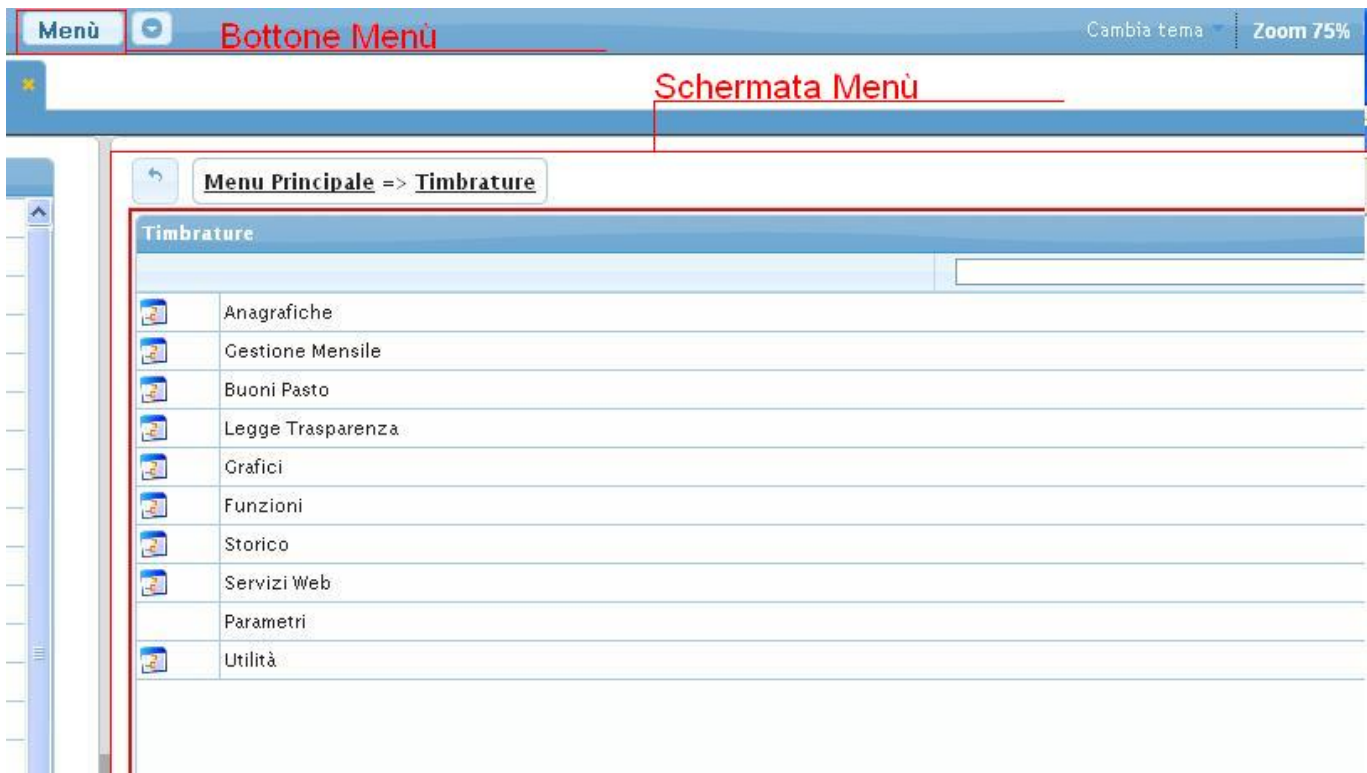 Menù
Bottone Menù
Cambia tema
Zoom 75%
Schermata Menù
Menu Principale => Timbrature
Timbrature
Anagrafiche
Gestione Mensile
Buoni Pasto
Legge Trasparenza
Grafici
Funzioni
Storico
Servizi Web
Parametri
Utilità